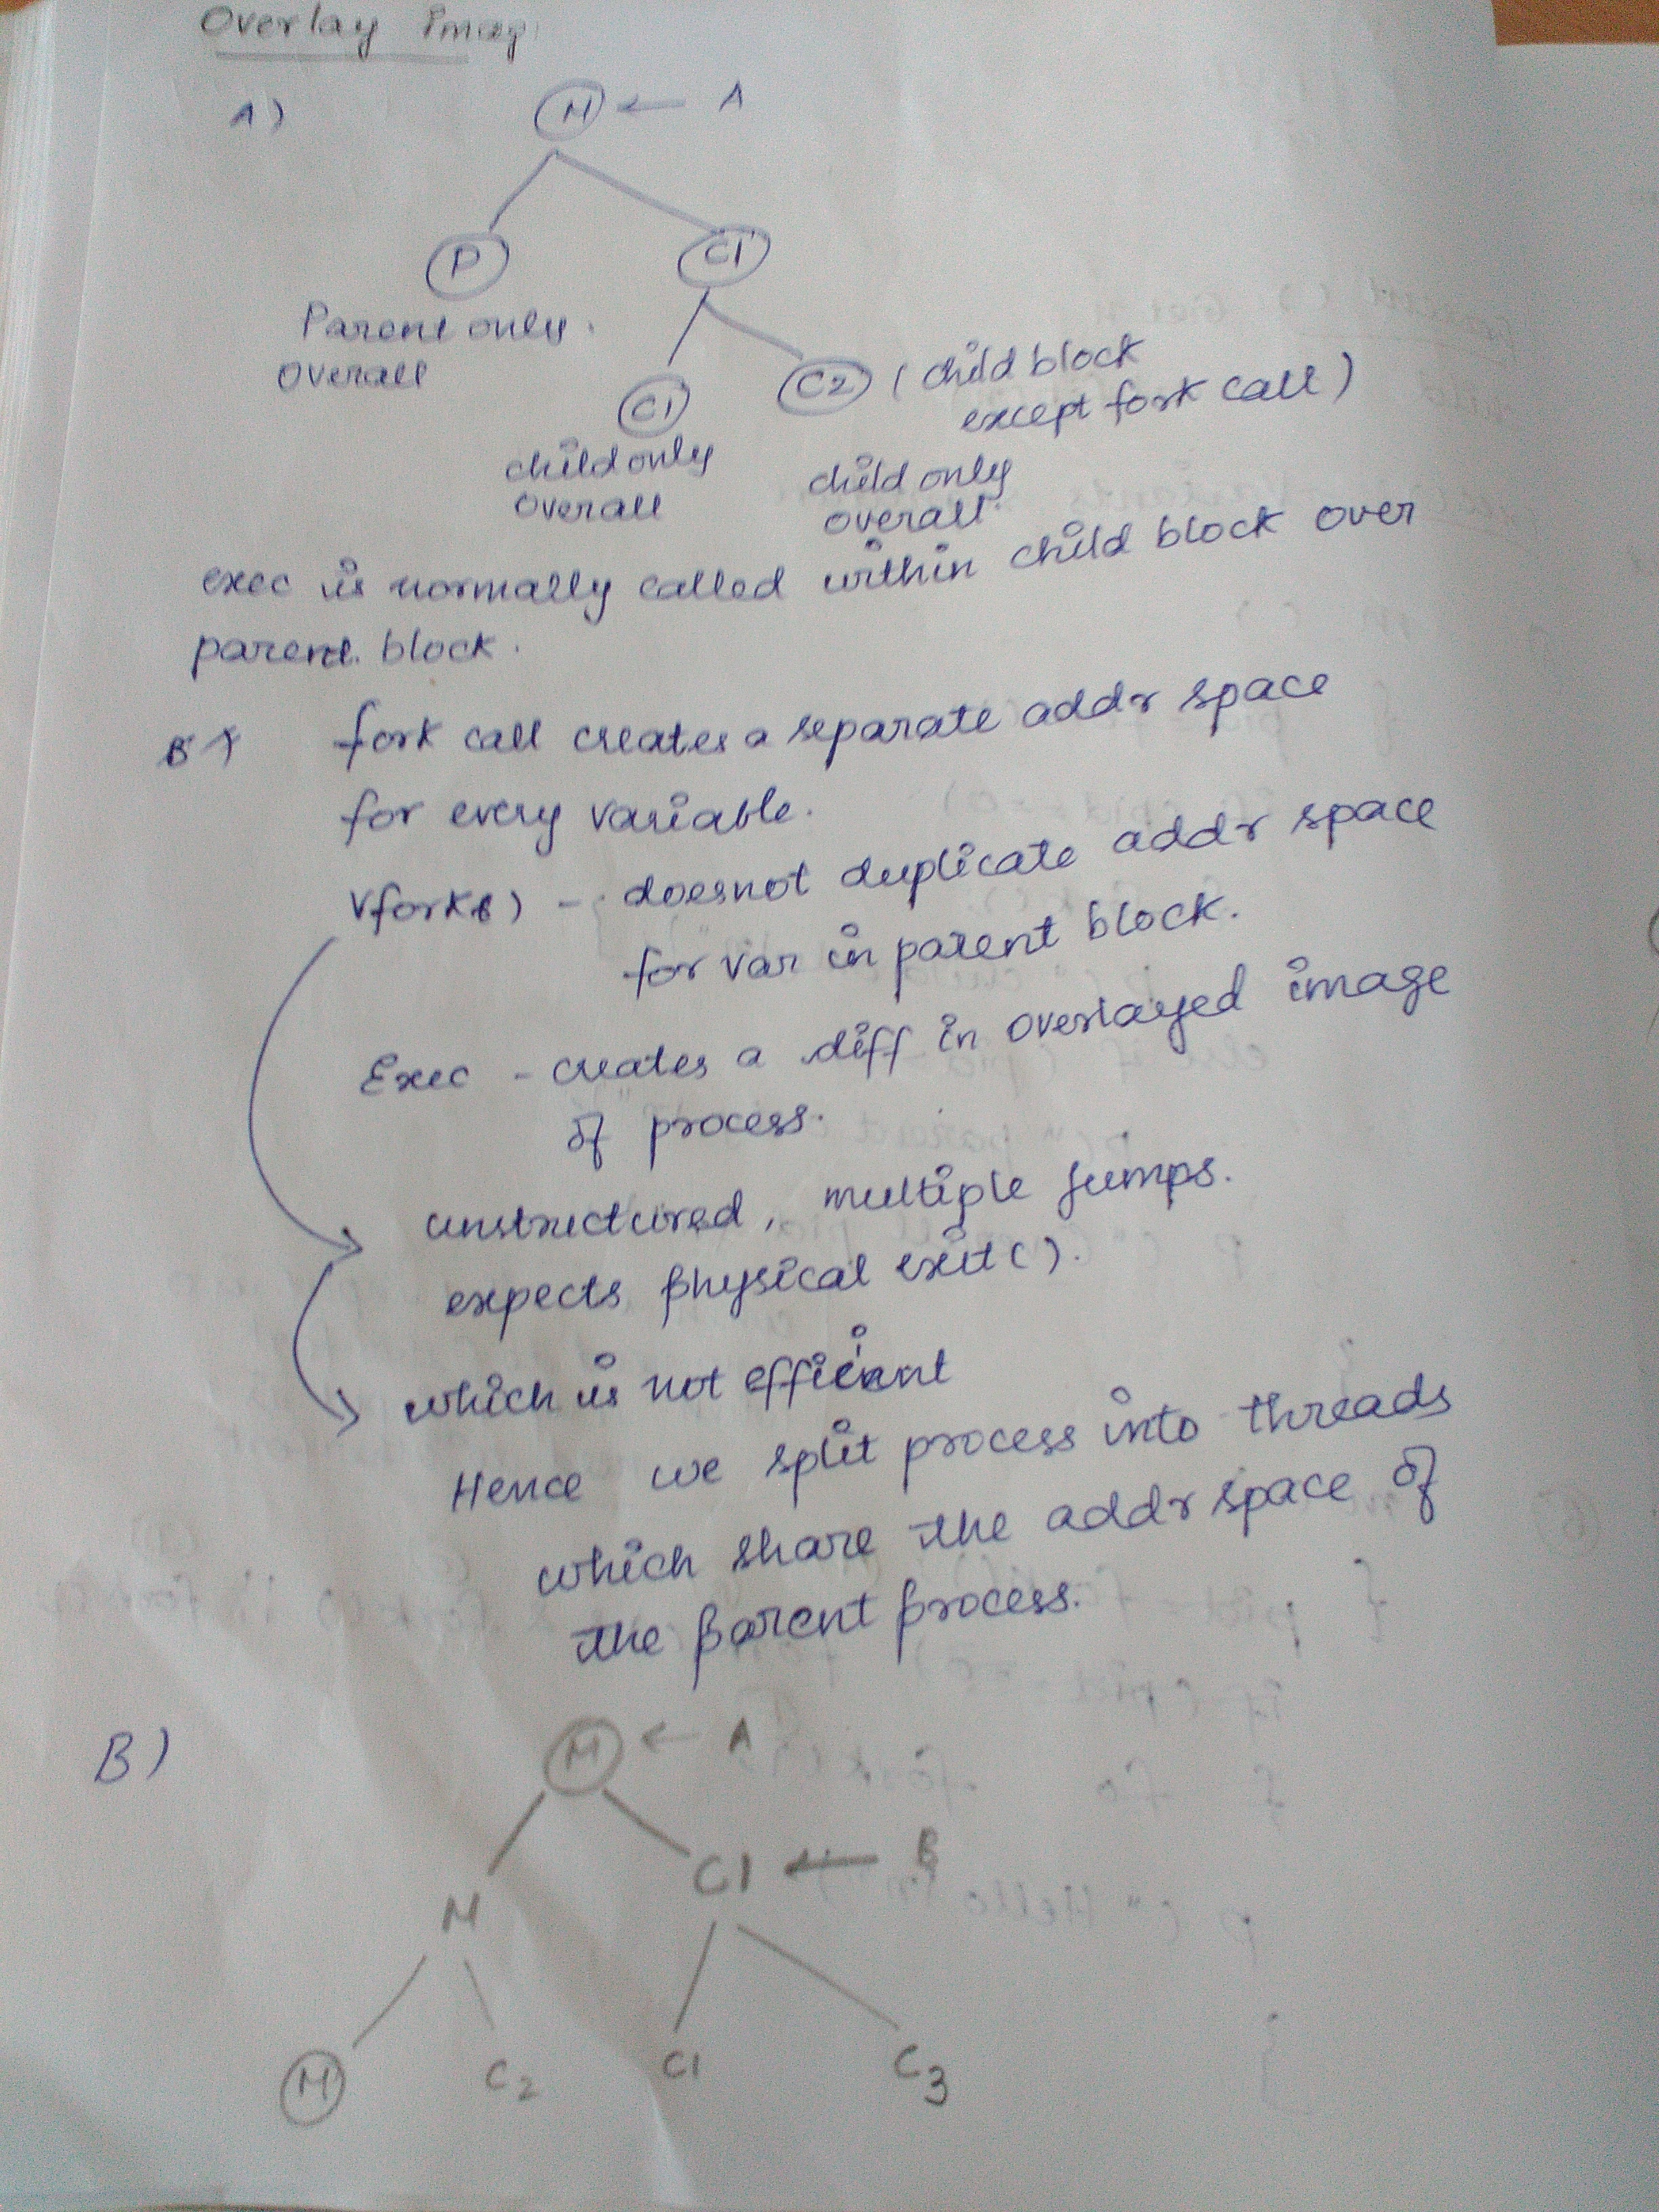 Overlay imag
A)
M ← A
P C1
Parent only.
overall
C1 C2 (child block
except fork call)
child only child only
overall overall.
exec is normally called within child block over
parent block.
fork call creates a separate addr space
for every variable.
vfork() - doesnot duplicate addr space
for var in parent block.
Exec - creates a diff in overlayed image
of process.
unstructured, multiple jumps.
expects physical exit().
which is not efficient
Hence we split process into threads
which share the addr space of
the parent process.
B)
M ← A
C1 ← B
M
M C2 C1 C3